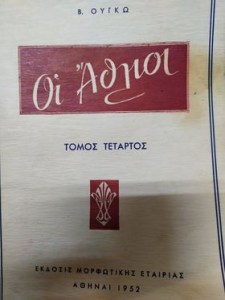 Β. ΟΥΓΚΩ
Οἱ Ἄθλιοι
ΤΟΜΟΣ ΤΕΤΑΡΤΟΣ
ΕΚΔΟΣΙΣ ΜΟΡΦΩΤΙΚΗΣ ΕΤΑΙΡΙΑΣ
ΑΘΗΝΑΙ 1952